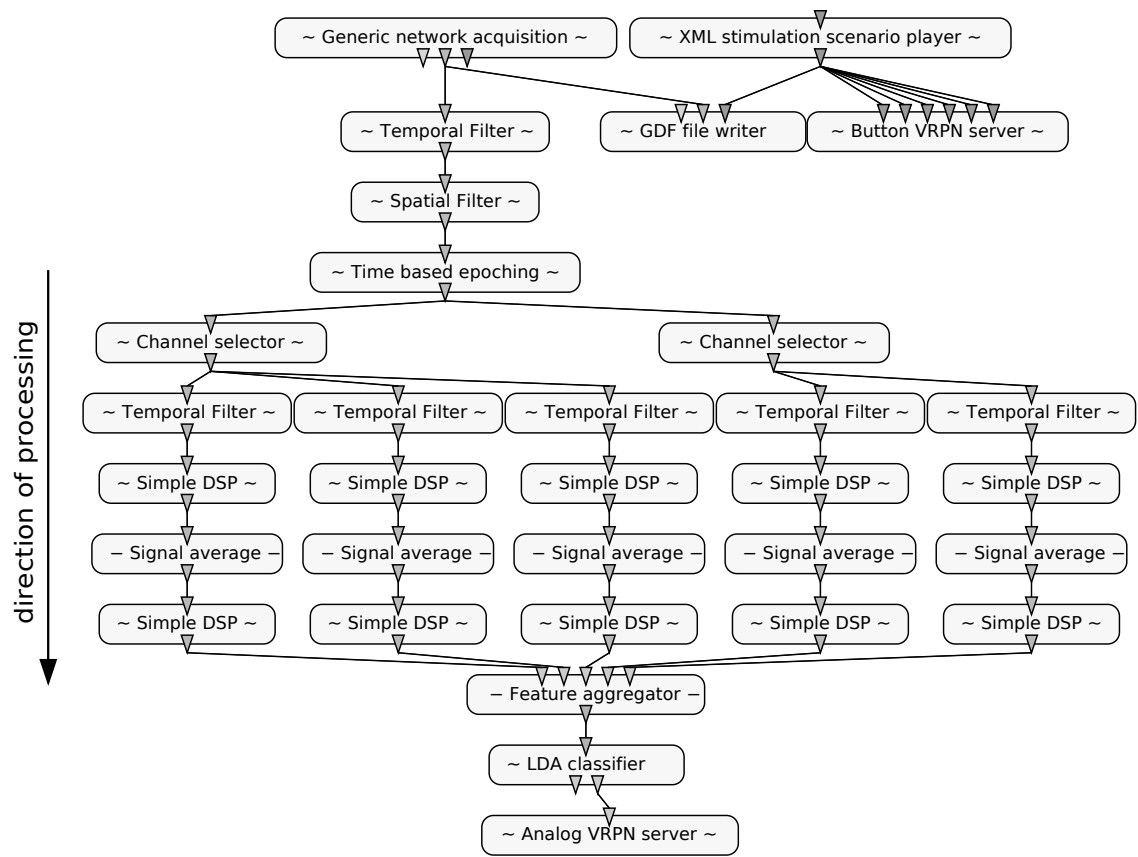 ~ Generic network acquisition ~
~ XML stimulation scenario player ~
~ Temporal Filter ~
~ GDF file writer
~ Button VRPN server ~
~ Spatial Filter ~
~ Time based epoching ~
~ Channel selector ~
~ Channel selector ~
direction of processing
~ Temporal Filter ~
~ Temporal Filter ~
~ Temporal Filter ~
~ Temporal Filter ~
~ Temporal Filter ~
~ Simple DSP ~
~ Simple DSP ~
~ Simple DSP ~
~ Simple DSP ~
~ Simple DSP ~
− Signal average −
− Signal average −
− Signal average −
− Signal average −
− Signal average −
~ Simple DSP ~
~ Simple DSP ~
~ Simple DSP ~
~ Simple DSP ~
~ Simple DSP ~
− Feature aggregator −
~ LDA classifier
~ Analog VRPN server ~